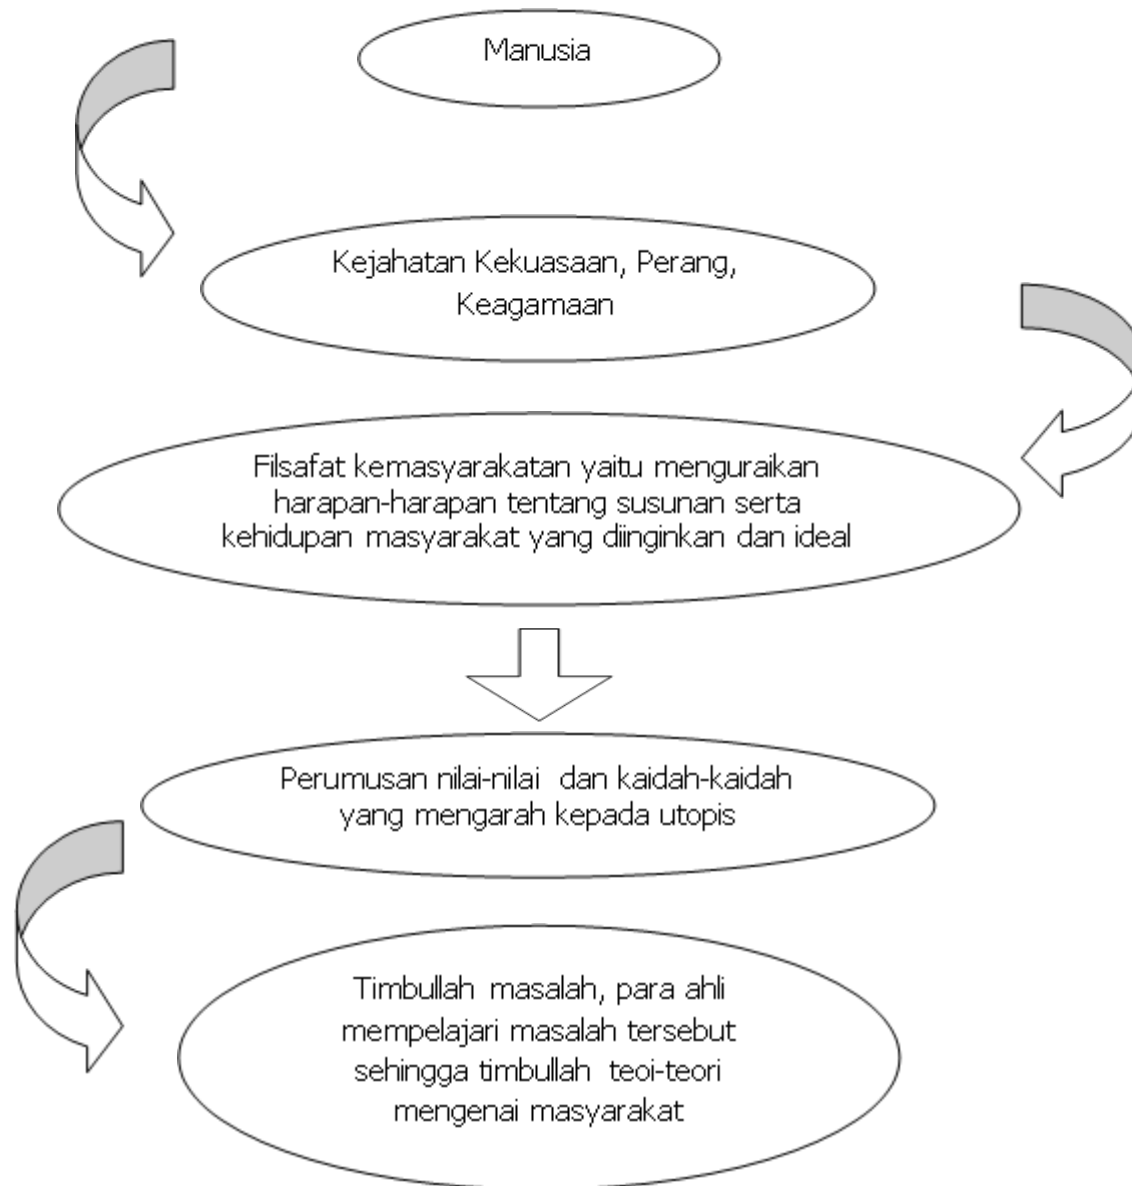 Manusia
Kejahatan Kekuasaan, Perang,
Keagamaan
Filsafat kemasyarakatan yaitu menguraikan
harapan-harapan tentang susunan serta
kehidupan masyarakat yang diinginkan dan ideal
Perumusan nilai-nilai dan kaidah-kaidah
yang mengarah kepada utopis
Timbullah masalah, para ahli
mempelajari masalah tersebut
sehingga timbullah teoi-teori
mengenai masyarakat